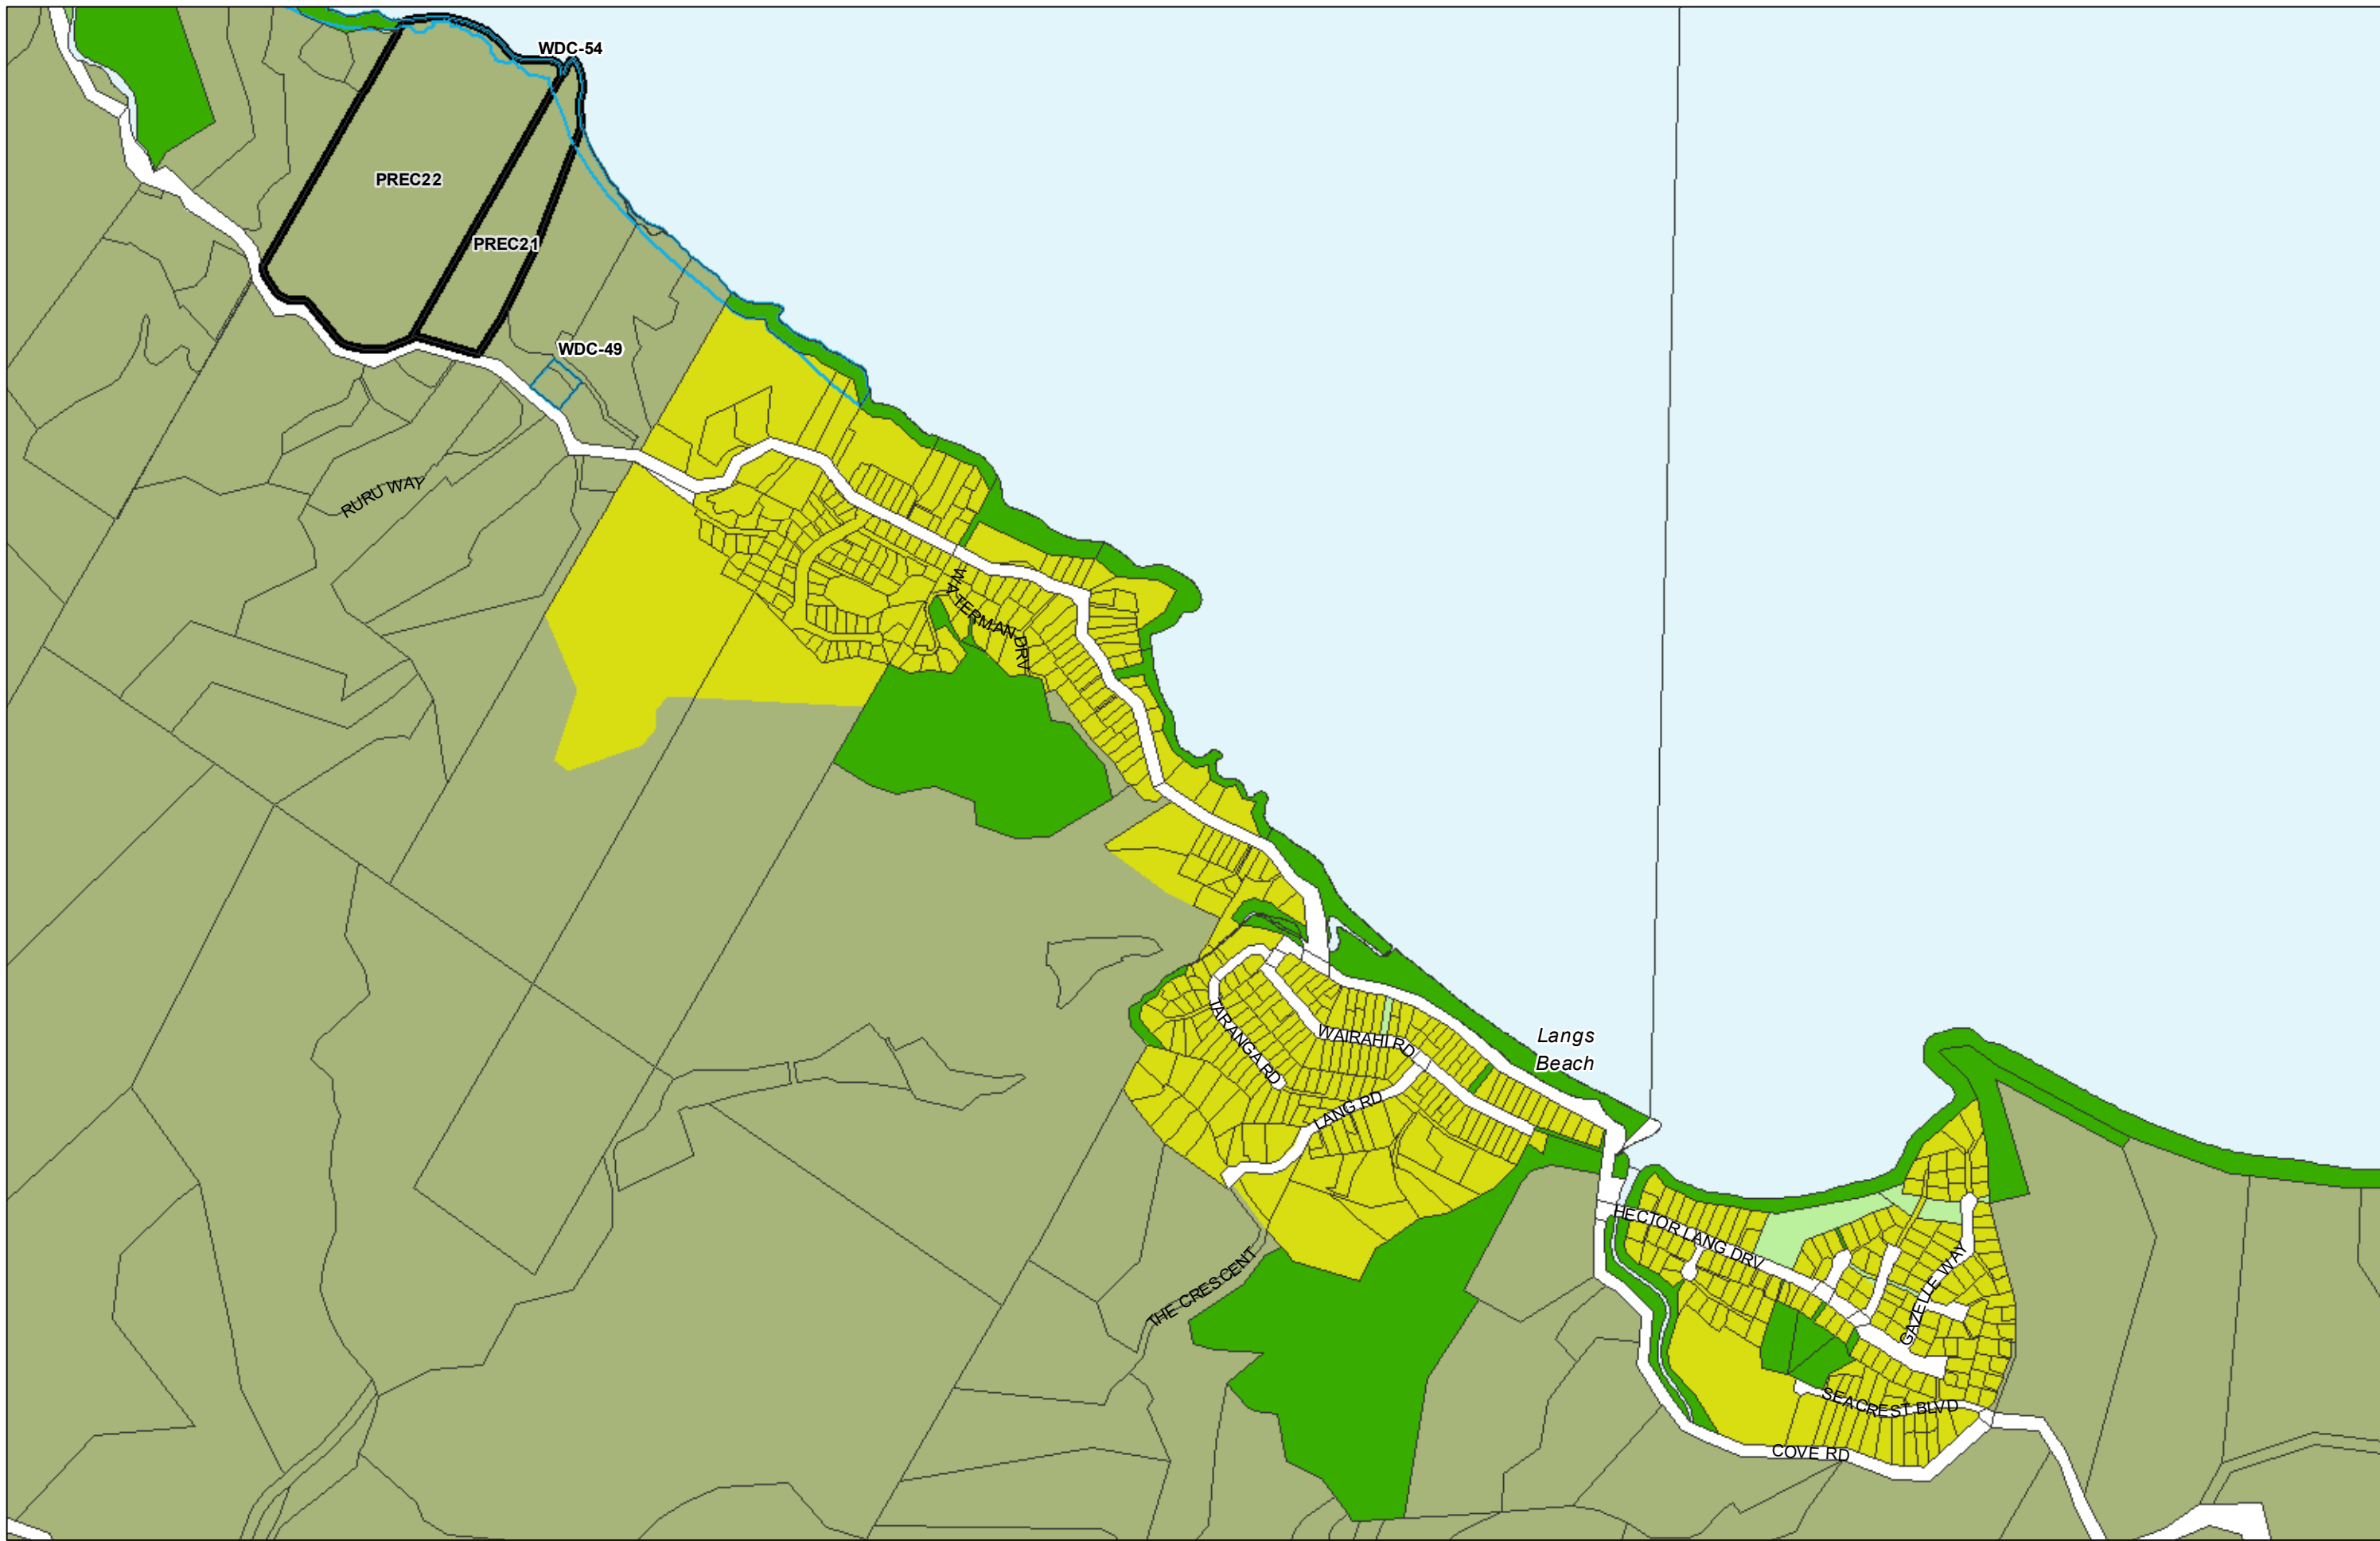 WDC-54
PREC22
PREC21
WDC-49
RURU WAY
WATERMAN DRV
Langs
Beach
TARANGA RD
WAIRAHI RD
LANG RD
HECTOR LANG DRV
THE CRESCENT
GAZELLE WAY
SEACREST BLVD
COVE RD